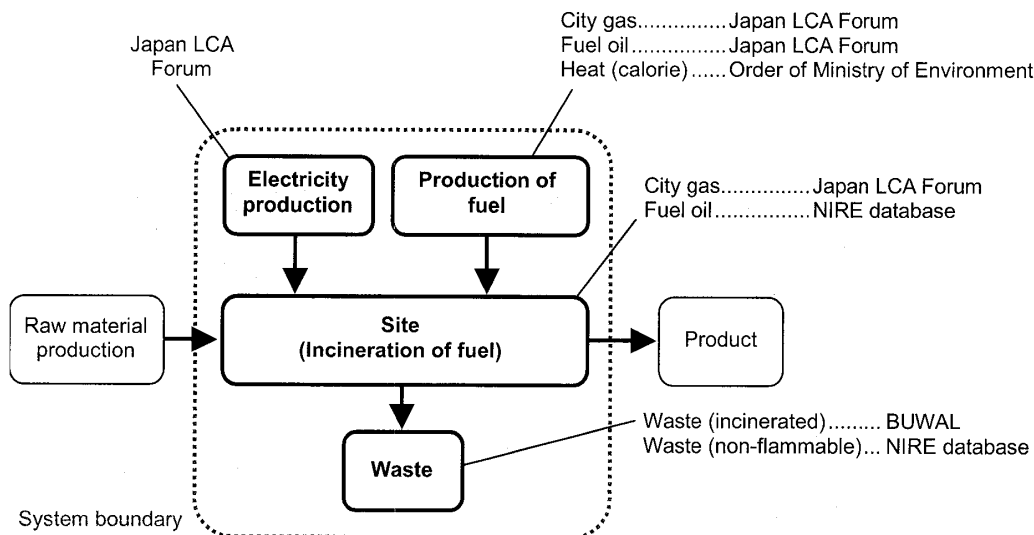 City gas...............Japan LCA Forum
Fuel oil................Japan LCA Forum
Heat (calorie)......Order of Ministry of Environment
Japan LCA
Forum
Electricity
production
Production of
fuel
City gas...............Japan LCA Forum
Fuel oil................NIRE database
Raw material
production
Site
(Incineration of fuel)
Product
Waste (incinerated).........BUWAL
Waste (non-flammable)...NIRE database
Waste
System boundary